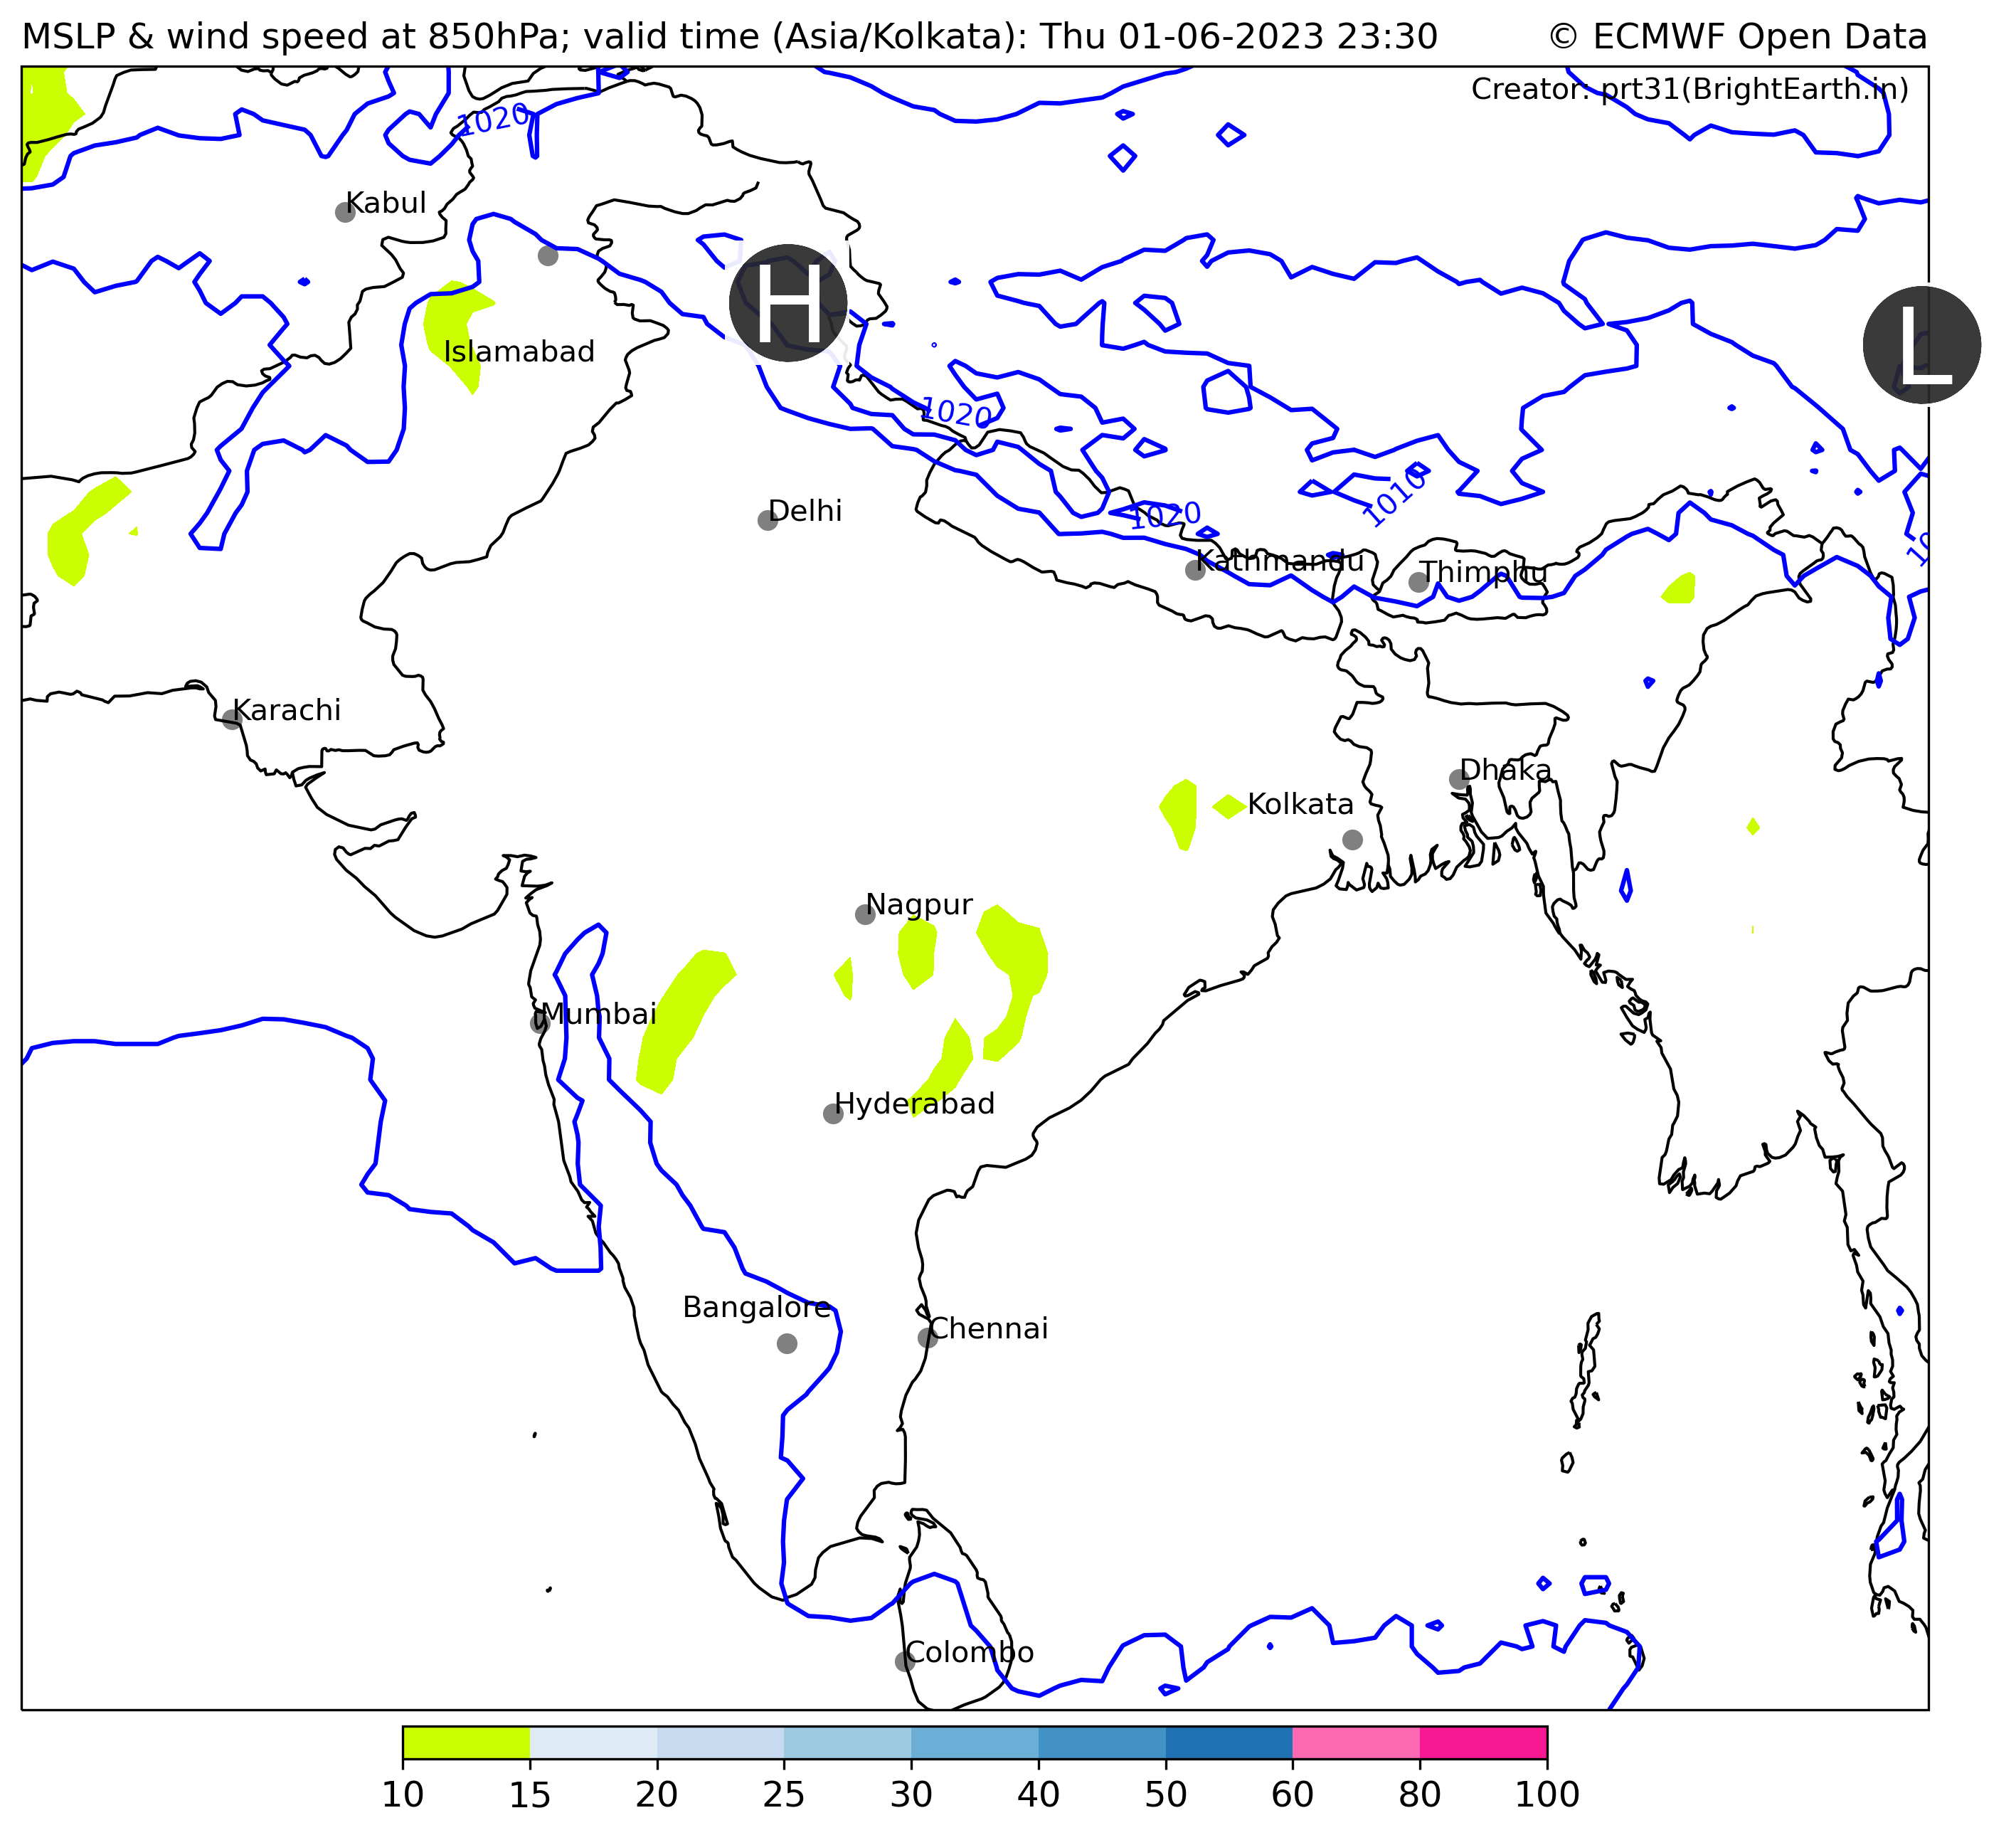 MSLP & wind speed at 850hPa; valid time (Asia/Kolkata): Thu 01-06-2023 23:30
© ECMWF Open Data
Creator: prt31(BrightEarth.in)
1020
Kabul
H
L
Islamabad
1020
1010
Delhi
1020
10
Kathmandu
Thimphu
Karachi
Dhaka
Kolkata
Nagpur
Mumbai
Hyderabad
Bangalore
Chennai
Colombo
10 15 20 25 30 40 50 60 80 100